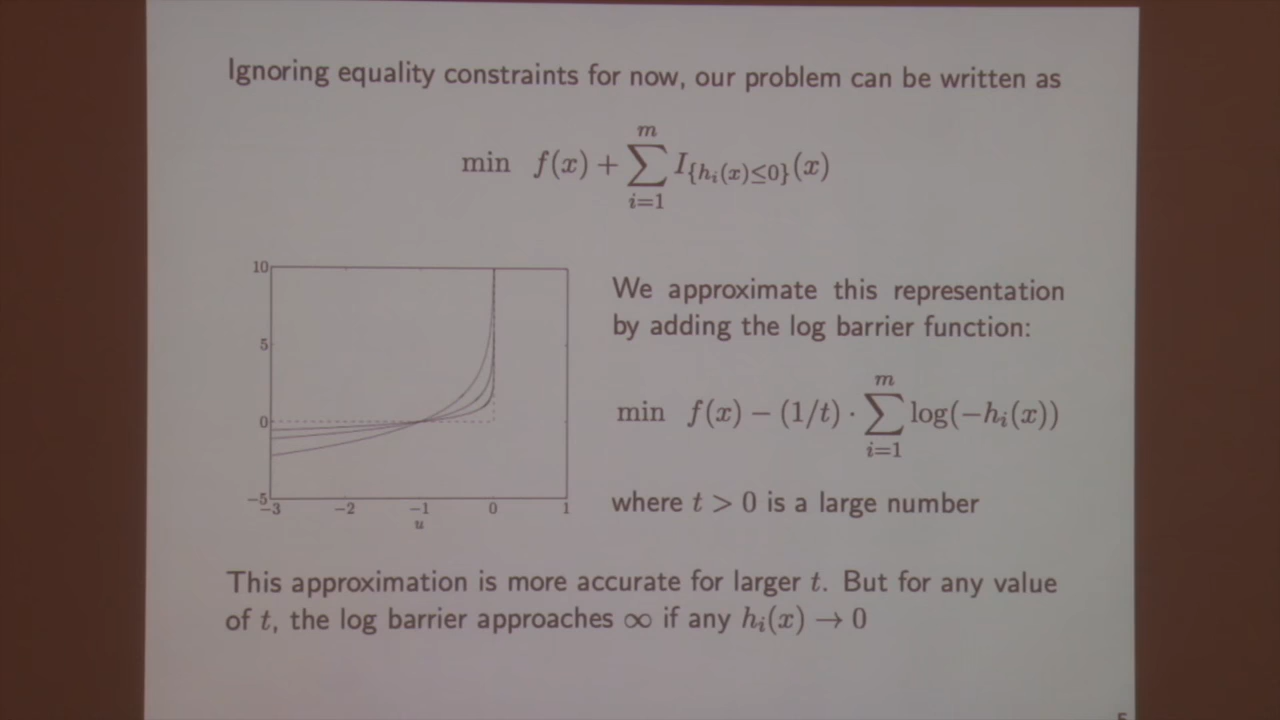 Ignoring equality constraints for now, our problem can be written as
min f(x) + ∑_{i=1}^{m} I_{\{h_i(x)≤0\}}(x)
10
5
0
−5
−3 −2 −1 0 1
u
We approximate this representation
by adding the log barrier function:
min f(x) − (1/t) · ∑_{i=1}^{m} log(−h_i(x))
where t > 0 is a large number
This approximation is more accurate for larger t. But for any value
of t, the log barrier approaches ∞ if any h_i(x) → 0